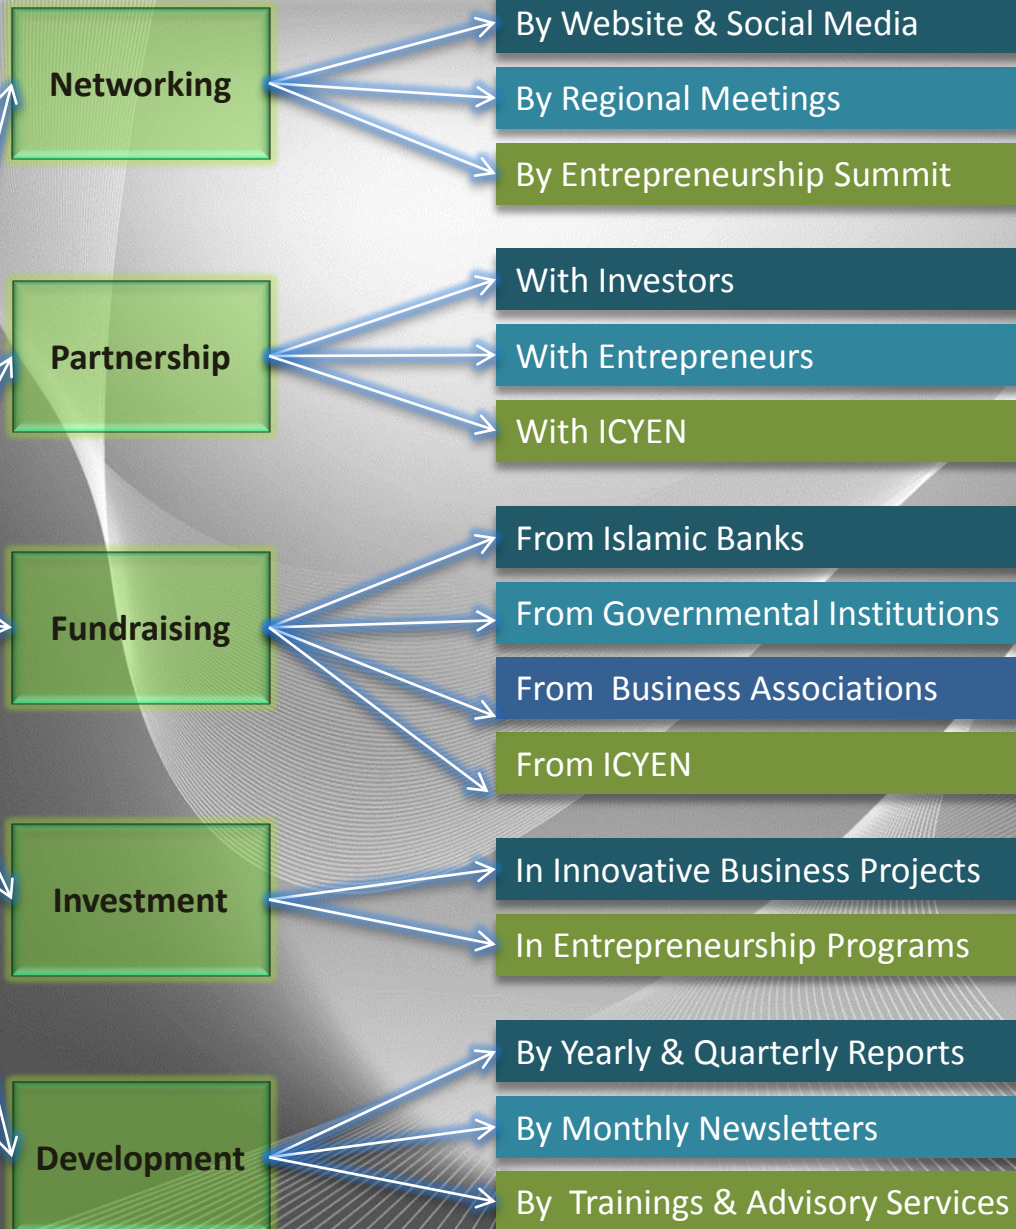 Networking
By Website & Social Media
By Regional Meetings
By Entrepreneurship Summit
Partnership
With Investors
With Entrepreneurs
With ICYEN
Fundraising
From Islamic Banks
From Governmental Institutions
From  Business Associations
From ICYEN
Investment
In Innovative Business Projects
In Entrepreneurship Programs
Development
By Yearly & Quarterly Reports
By Monthly Newsletters
By  Trainings & Advisory Services